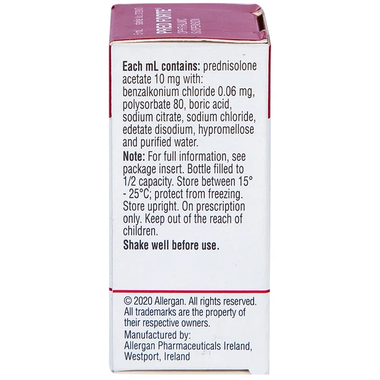 PRED FORTE
OPHTHALMIC
SUSPENSION
Each mL contains: prednisolone
acetate 10 mg with:
benzalkonium chloride 0.06 mg,
polysorbate 80, boric acid,
sodium citrate, sodium chloride,
edetate disodium, hypromellose
and purified water.
Note: For full information, see
package insert. Bottle filled to
1/2 capacity. Store between 15°
- 25°C; protect from freezing.
Store upright. On prescription
only. Keep out of the reach of
children.
Shake well before use.
© 2020 Allergan. All rights reserved.
All trademarks are the property of
their respective owners.
Manufactured by:
Allergan Pharmaceuticals Ireland,
Westport, Ireland